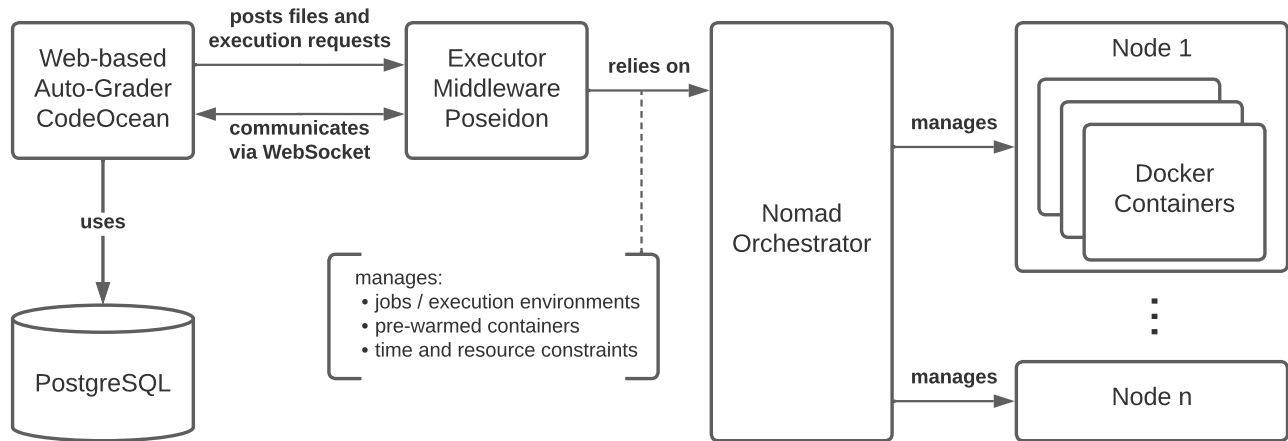 Web-based
Auto-Grader
CodeOcean
posts files and
execution requests
communicates
via WebSocket
Executor
Middleware
Poseidon
relies on
uses
PostgreSQL
manages:
• jobs / execution environments
• pre-warmed containers
• time and resource constraints
Nomad
Orchestrator
manages
Node 1
Docker
Containers
⋮
manages
Node n